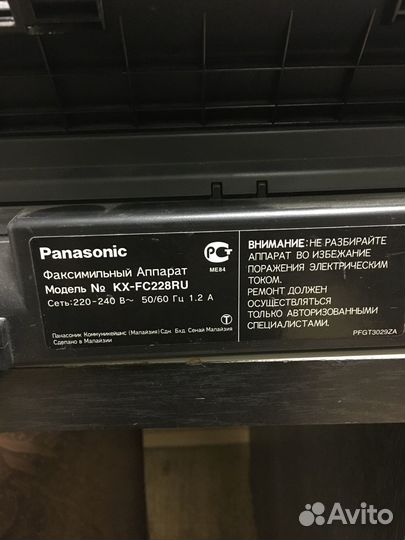 Panasonic
Факсимильный Аппарат
Модель № KX-FC228RU
Сеть:220-240 В~ 50/60 Гц 1.2 А
Панасоник Коммуникейшнс (Малайзия) Сдн. Бхд. Сенай Малайзия
Сделано в Малайзии
РСТ
ME84
Т
ВНИМАНИЕ: НЕ РАЗБИРАЙТЕ
АППАРАТ ВО ИЗБЕЖАНИЕ
ПОРАЖЕНИЯ ЭЛЕКТРИЧЕСКИМ
ТОКОМ.
РЕМОНТ ДОЛЖЕН
ОСУЩЕСТВЛЯТЬСЯ
ТОЛЬКО АВТОРИЗОВАННЫМИ
СПЕЦИАЛИСТАМИ.
PFGT3029ZA
Avito